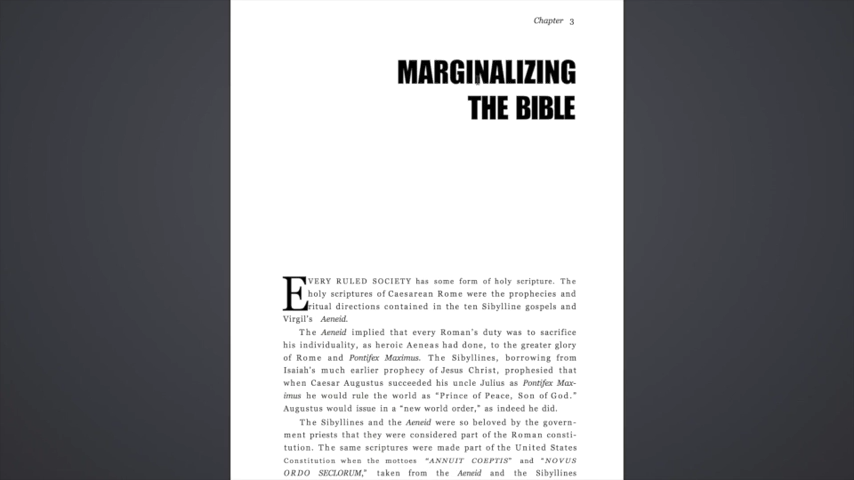 Chapter 3
MARGINALIZING
THE BIBLE
EVERY RULED SOCIETY has some form of holy scripture. The
holy scriptures of Caesarean Rome were the prophecies and
ritual directions contained in the ten Sibylline gospels and
Virgil's Aeneid.
The Aeneid implied that every Roman's duty was to sacrifice
his individuality, as heroic Aeneas had done, to the greater glory
of Rome and Pontifex Maximus. The Sibyllines, borrowing from
Isaiah's much earlier prophecy of Jesus Christ, prophesied that
when Caesar Augustus succeeded his uncle Julius as Pontifex Max-
imus he would rule the world as “Prince of Peace, Son of God.”
Augustus would issue in a “new world order,” as indeed he did.
The Sibyllines and the Aeneid were so beloved by the govern-
ment priests that they were considered part of the Roman consti-
tution. The same scriptures were made part of the United States
Constitution when the mottoes “ANNUIT COEPTIS” and “NOVUS
ORDO SECLORUM,” taken from the Aeneid and the Sibyllines